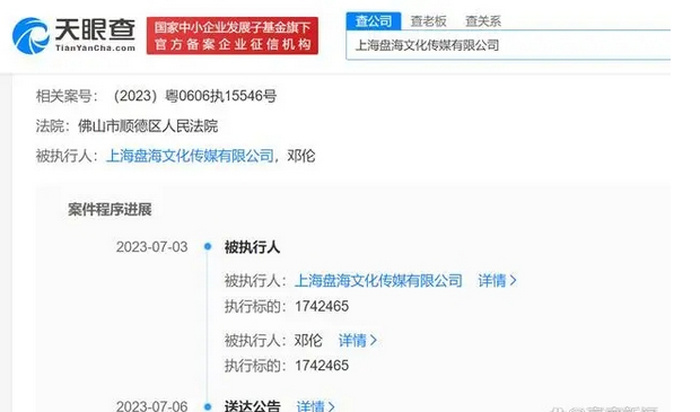 天眼查
TianYanCha.com
国家中小企业发展子基金旗下
官方备案企业征信机构
查公司 查老板 查关系
上海盘海文化传媒有限公司
相关案号：（2023）粤0606执15546号
法院：佛山市顺德区人民法院
被执行人：上海盘海文化传媒有限公司，邓伦
案件程序进展
2023-07-03 被执行人
被执行人：上海盘海文化传媒有限公司 详情>
执行标的：1742465
被执行人：邓伦 详情>
执行标的：1742465
2023-07-06 送达公告 详情>